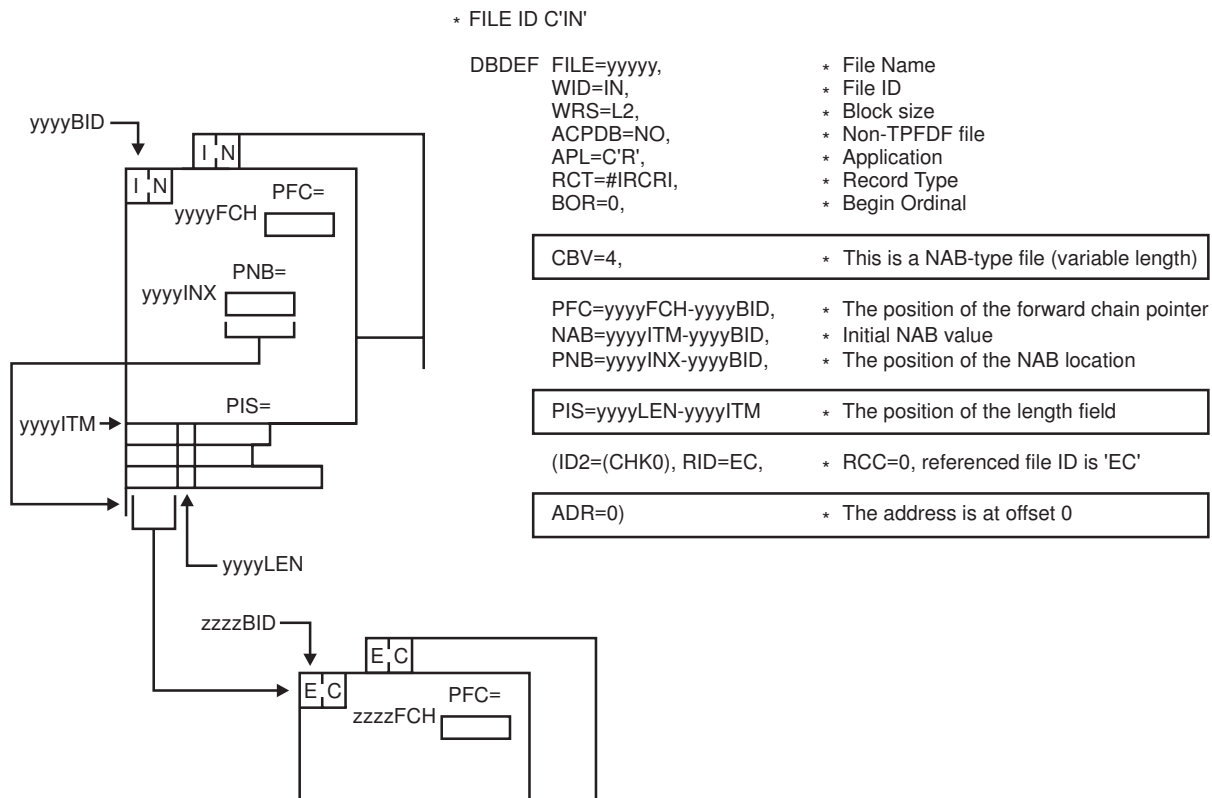 * FILE ID C'IN'
DBDEF FILE=yyyyy, * File Name
WID=IN, * File ID
WRS=L2, * Block size
ACPDB=NO, * Non-TPFDF file
APL=C'R', * Application
RCT=#IRCRI, * Record Type
BOR=0, * Begin Ordinal
CBV=4, * This is a NAB-type file (variable length)
PFC=yyyyFCH-yyyyBID, * The position of the forward chain pointer
NAB=yyyyITM-yyyyBID, * Initial NAB value
PNB=yyyyINX-yyyyBID, * The position of the NAB location
PIS=yyyyLEN-yyyyITM * The position of the length field
(ID2=(CHK0), RID=EC, * RCC=0, referenced file ID is 'EC'
ADR=0) * The address is at offset 0
yyyyBID
I N
I N
PFC=
yyyyFCH
PNB=
yyyyINX
PIS=
yyyyITM
yyyyLEN
zzzzBID
E C
E C
PFC=
zzzzFCH